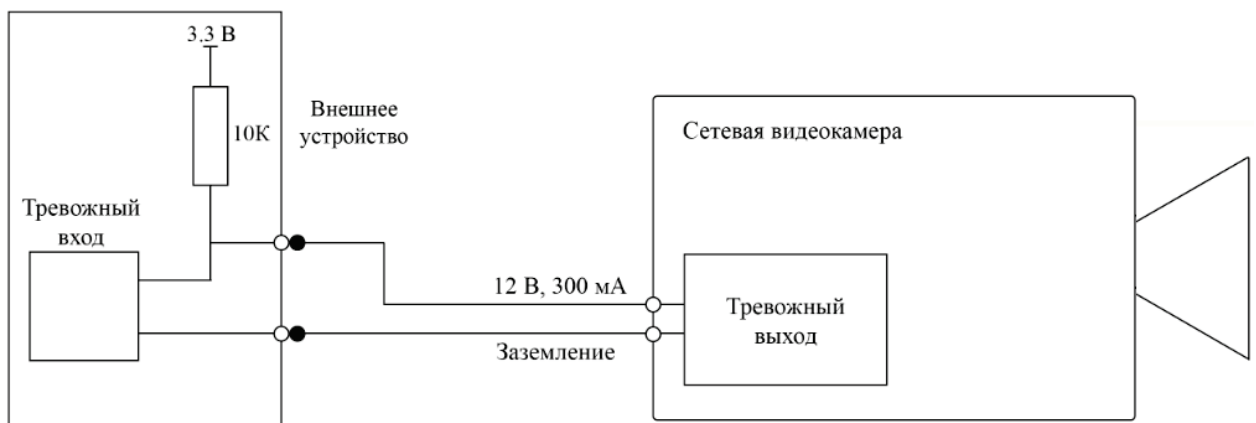 3.3 В
10К
Внешнее
устройство
Тревожный
вход
Сетевая видеокамера
12 В, 300 мА
Тревожный
выход
Заземление